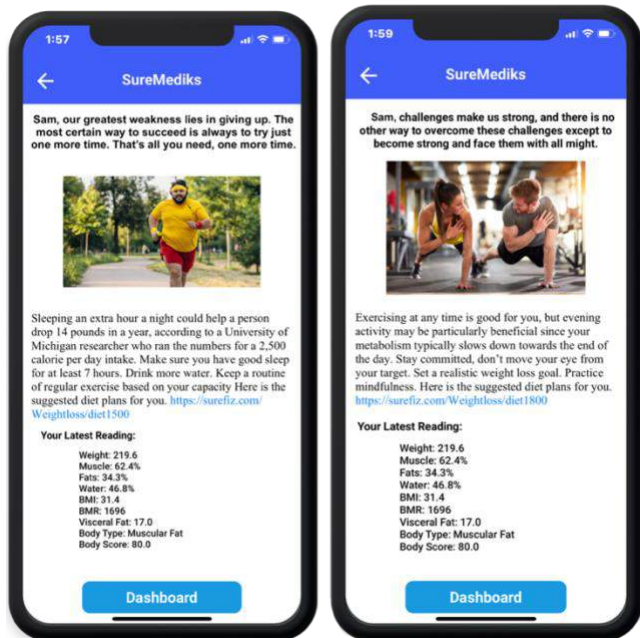 1:57
SureMediks
Sam, our greatest weakness lies in giving up. The
most certain way to succeed is always to try just
one more time. That's all you need, one more time.
Sleeping an extra hour a night could help a person
drop 14 pounds in a year, according to a University of
Michigan researcher who ran the numbers for a 2,500
calorie per day intake. Make sure you have good sleep
for at least 7 hours. Drink more water. Keep a routine
of regular exercise based on your capacity Here is the
suggested diet plans for you. https://surefiz.com/
Weightloss/diet1500
Your Latest Reading:
Weight: 219.6
Muscle: 62.4%
Fats: 34.3%
Water: 46.8%
BMI: 31.4
BMR: 1696
Visceral Fat: 17.0
Body Type: Muscular Fat
Body Score: 80.0
Dashboard
1:59
SureMediks
Sam, challenges make us strong, and there is no
other way to overcome these challenges except to
become strong and face them with all might.
Exercising at any time is good for you, but evening
activity may be particularly beneficial since your
metabolism typically slows down towards the end of
the day. Stay committed, don't move your eye from
your target. Set a realistic weight loss goal. Practice
mindfulness. Here is the suggested diet plans for you.
https://surefiz.com/Weightloss/diet1800
Your Latest Reading:
Weight: 219.6
Muscle: 62.4%
Fats: 34.3%
Water: 46.8%
BMI: 31.4
BMR: 1696
Visceral Fat: 17.0
Body Type: Muscular Fat
Body Score: 80.0
Dashboard